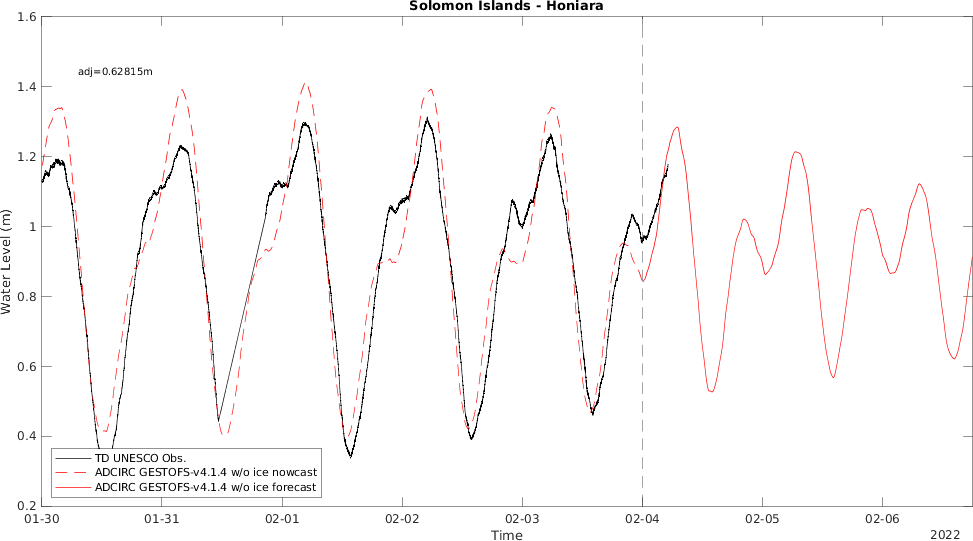 Solomon Islands - Honiara
adj=0.62815m
Water Level (m)
1.6
1.4
1.2
1
0.8
0.6
0.4
0.2
TD UNESCO Obs.
ADCIRC GESTOFS-v4.1.4 w/o ice nowcast
ADCIRC GESTOFS-v4.1.4 w/o ice forecast
01-30 01-31 02-01 02-02 02-03 02-04 02-05 02-06
Time
2022